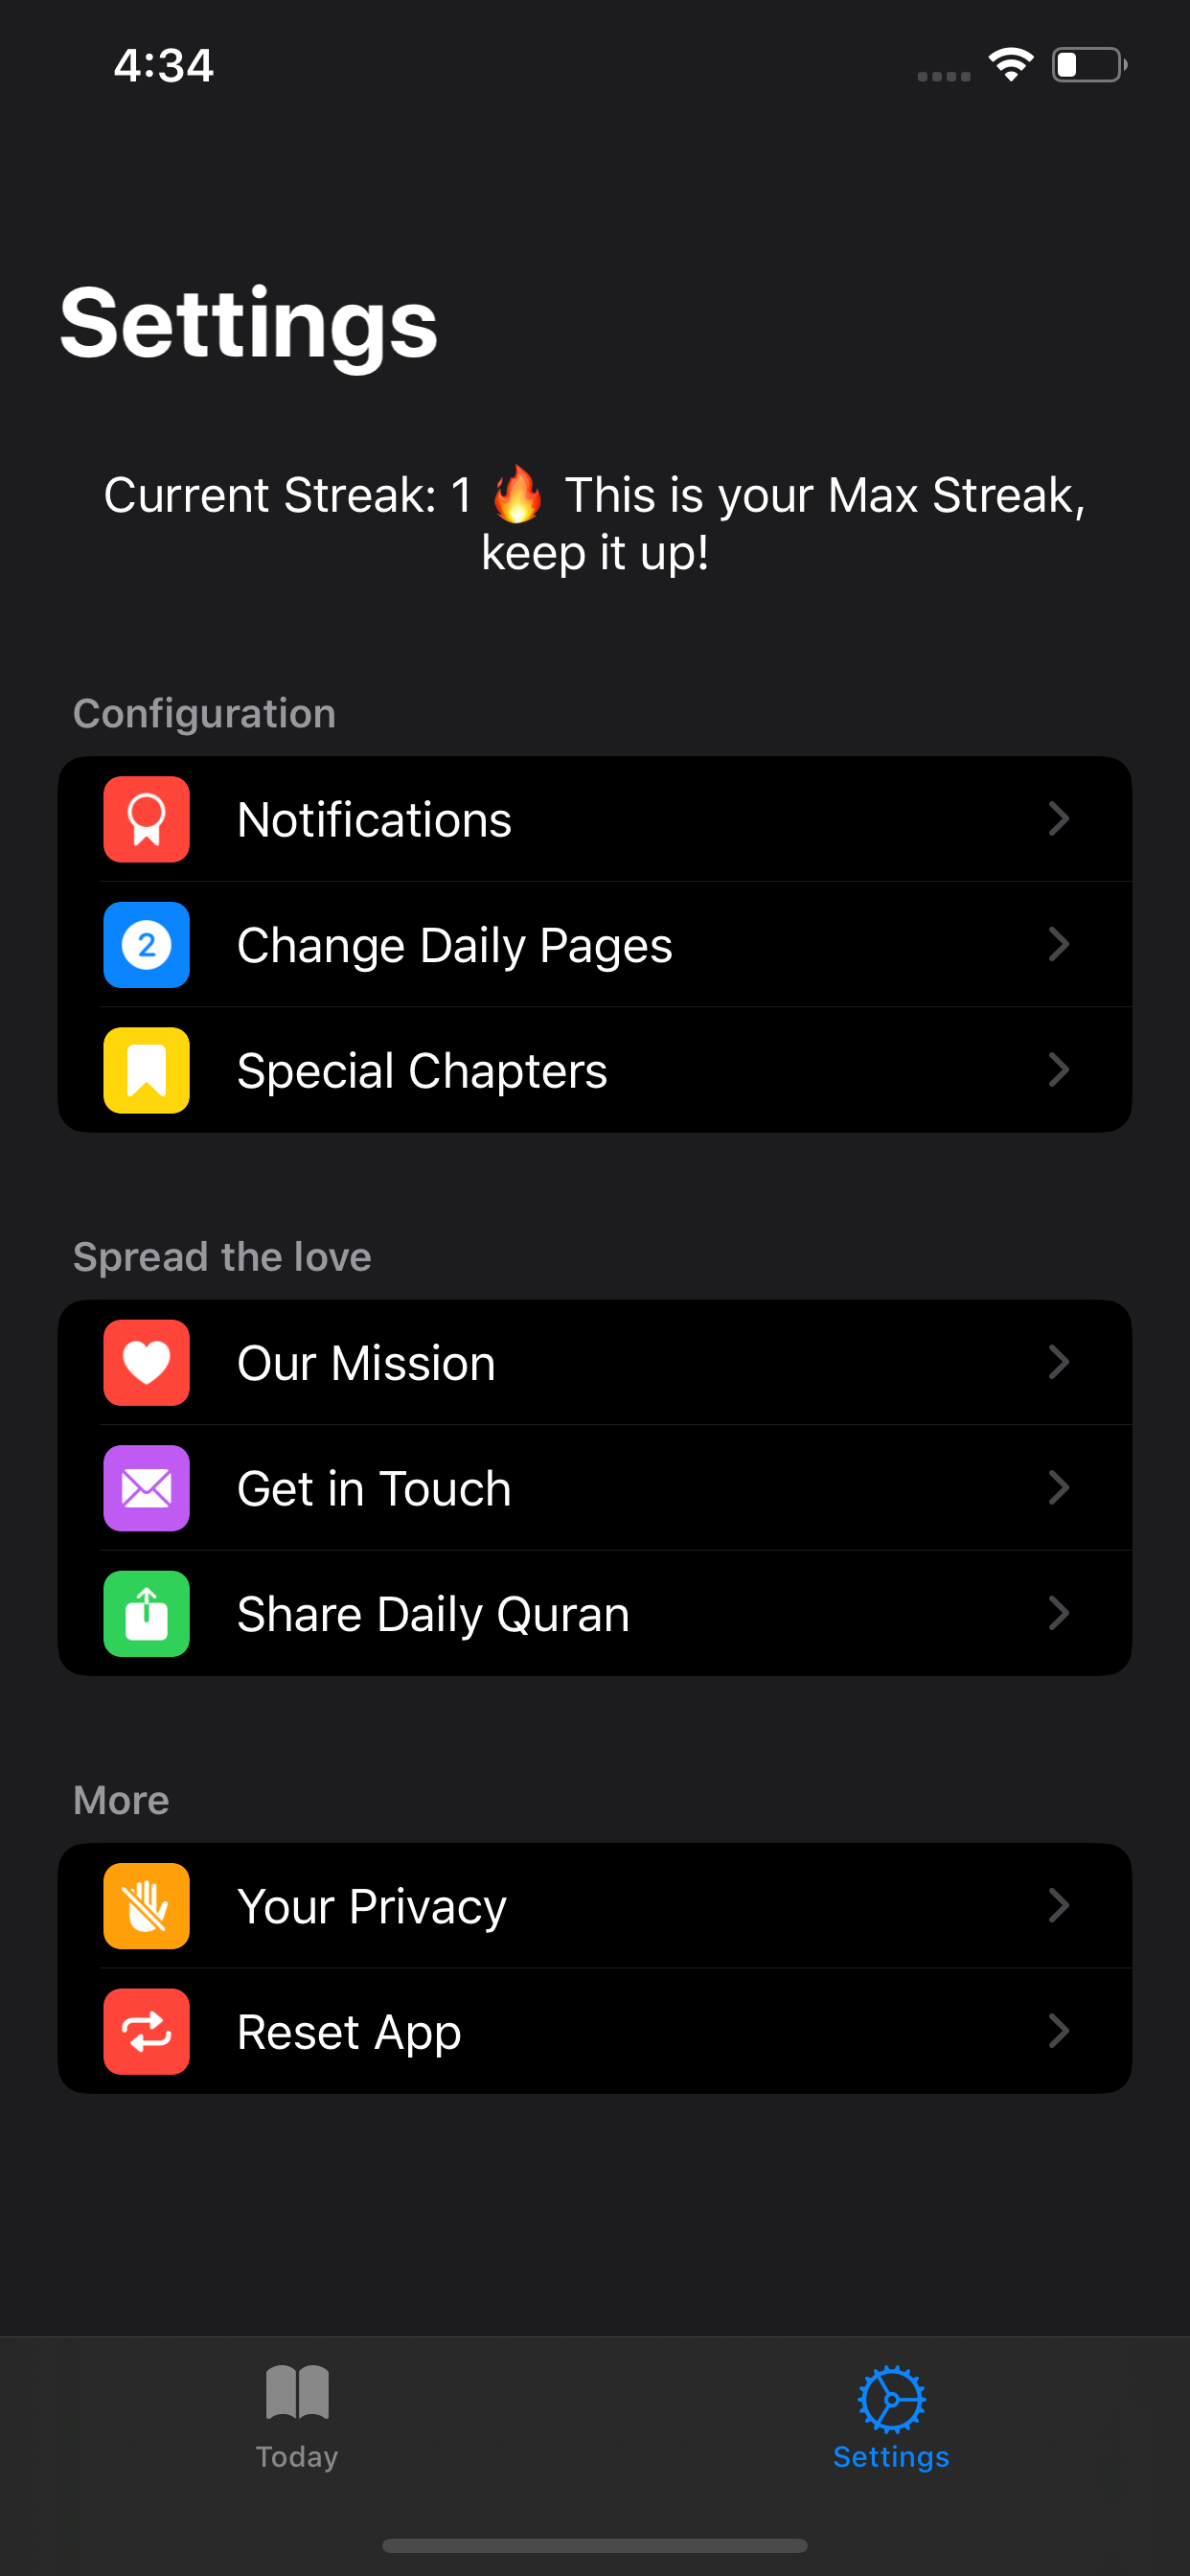 4:34
Settings
Current Streak: 1 🔥 This is your Max Streak,
keep it up!
Configuration
Notifications
2
Change Daily Pages
Special Chapters
Spread the love
Our Mission
Get in Touch
Share Daily Quran
More
Your Privacy
Reset App
Today
Settings